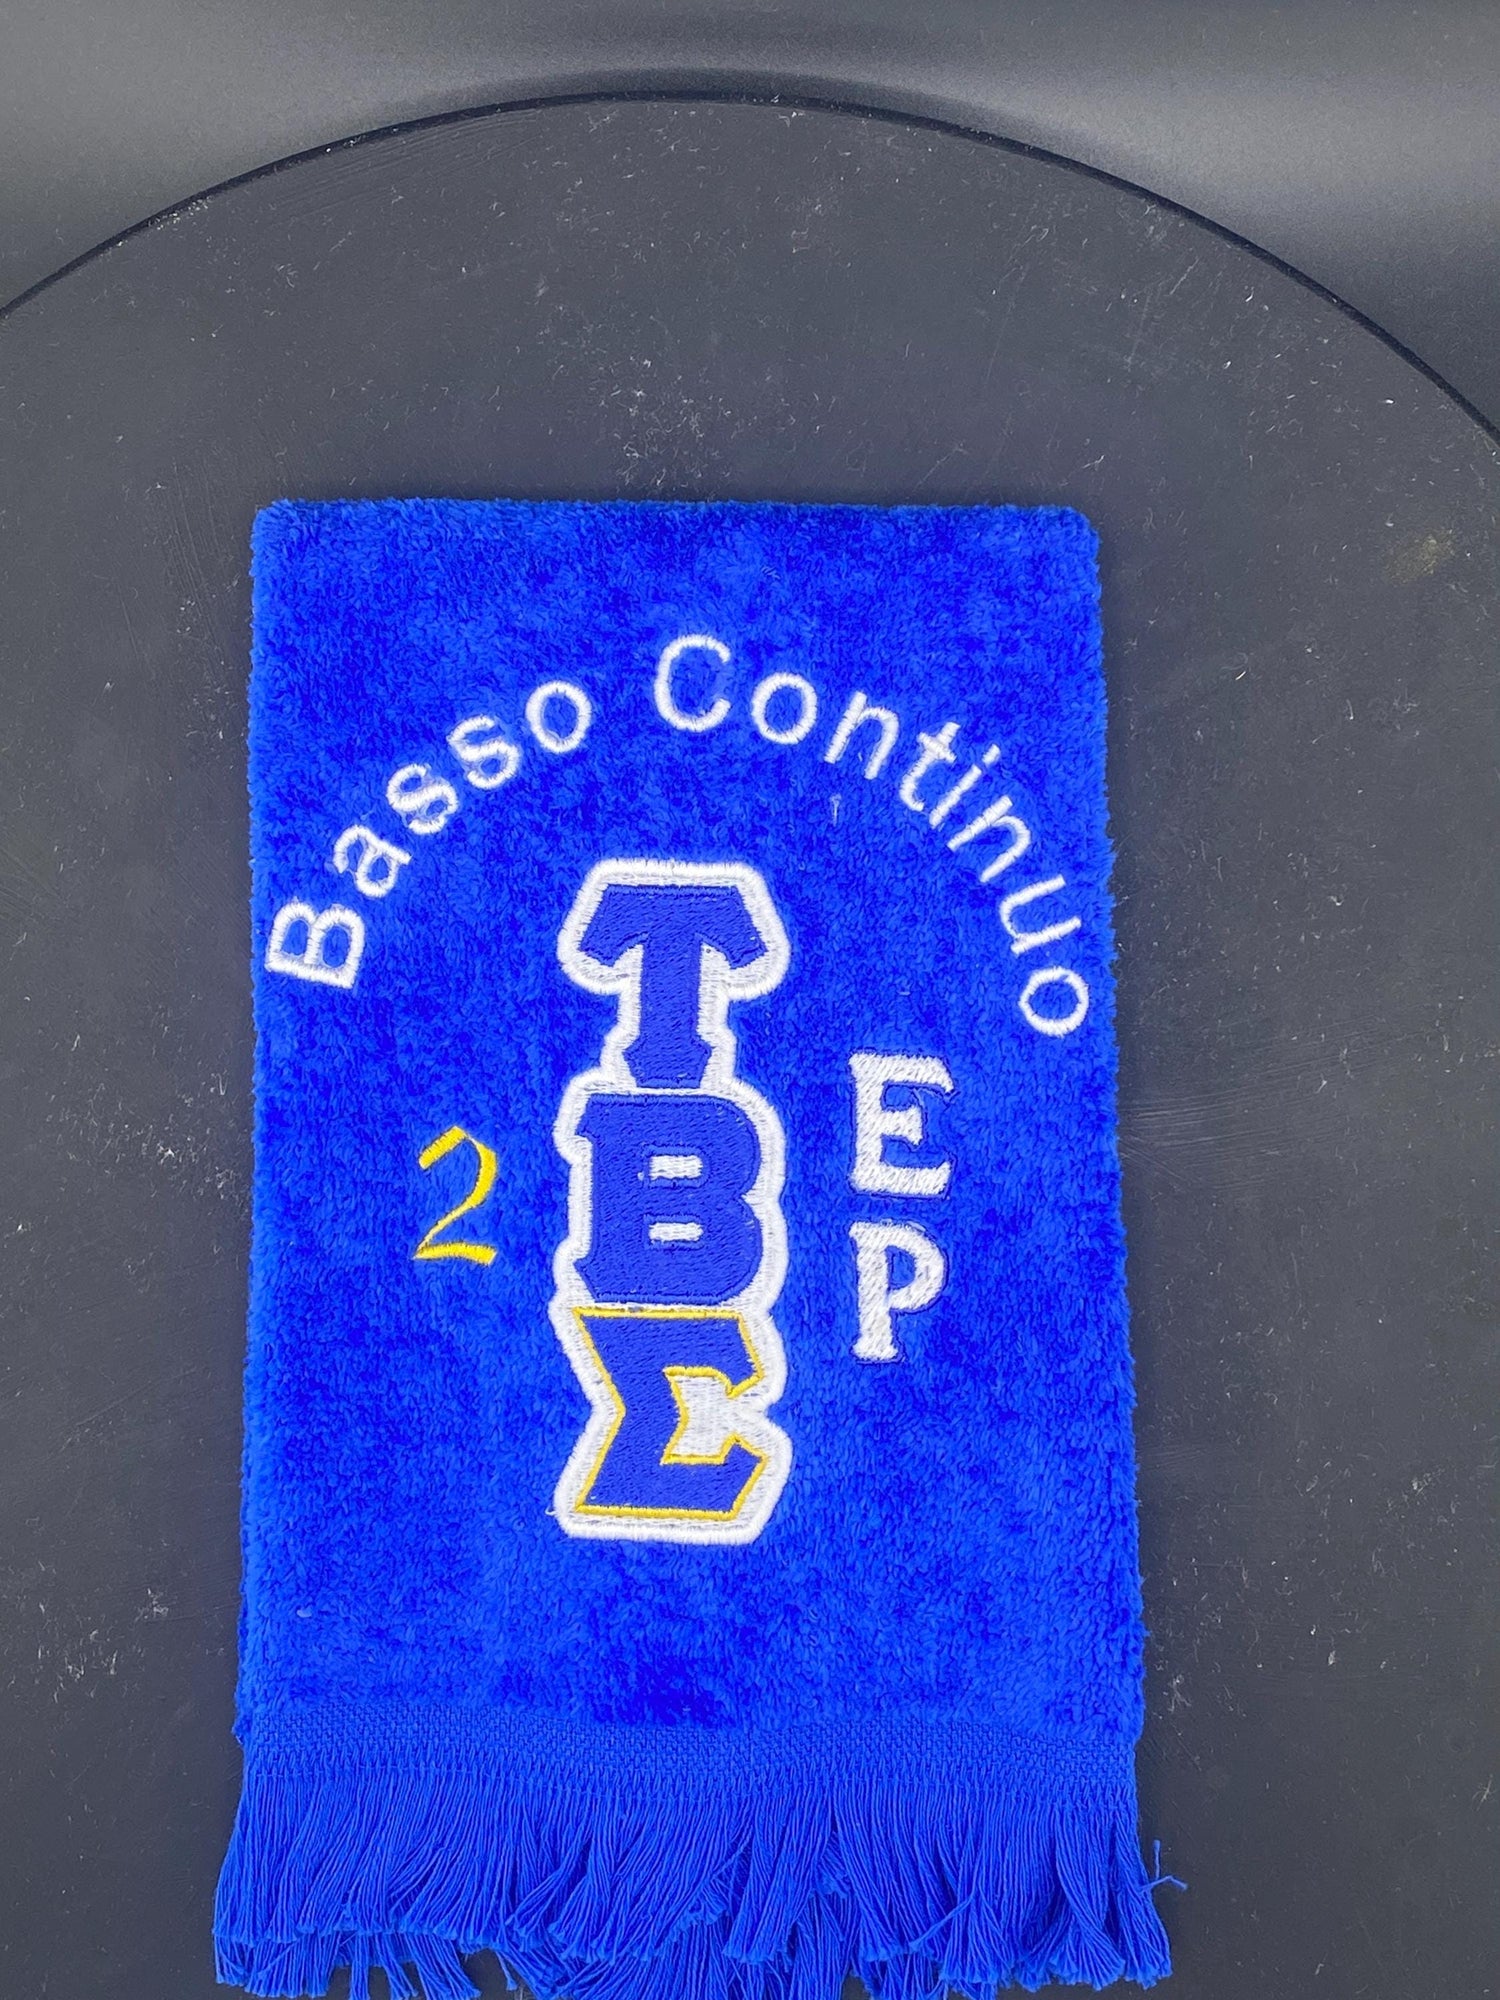 Basso Continuo
2
Τ
Β
Σ
E
P